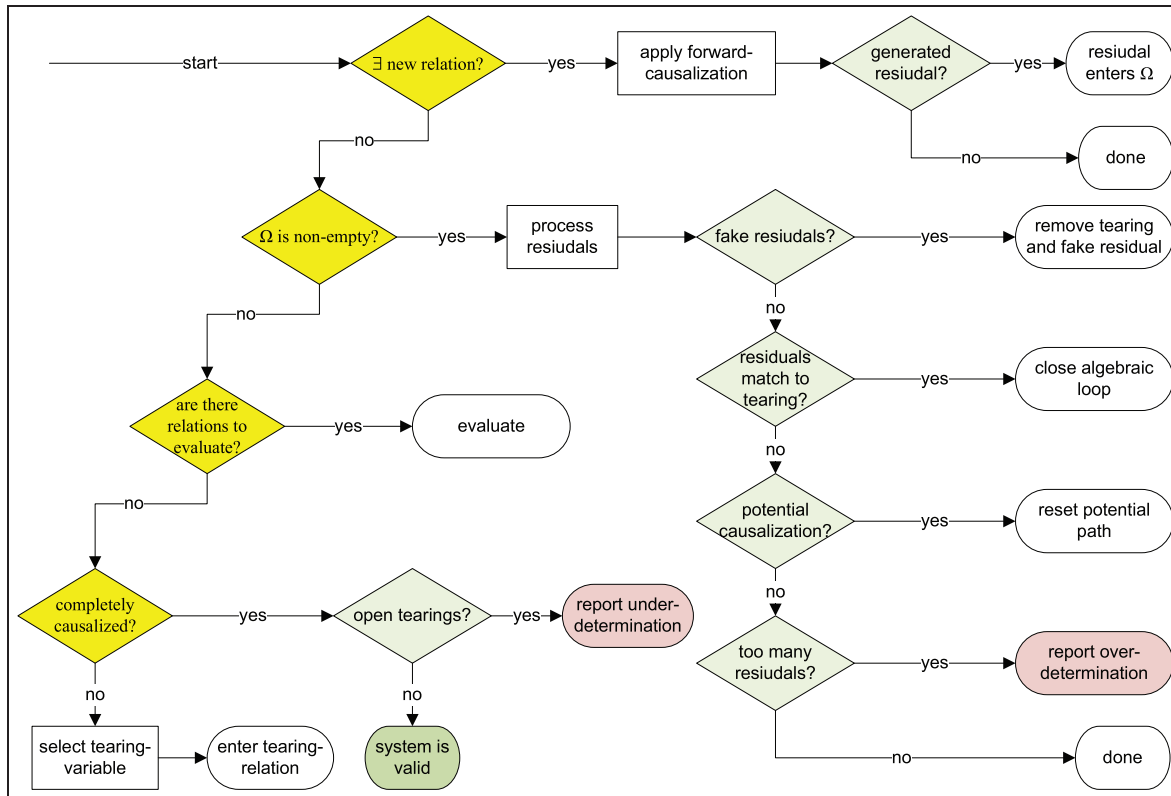 start
∃ new relation?
yes
apply forward-
causalization
generated
resiudal?
yes
resiudal
enters Ω
no
done
no
Ω is non-empty?
yes
process
resiudals
fake resiudals?
yes
remove tearing
and fake residual
no
residuals
match to
tearing?
yes
close algebraic
loop
no
potential
causalization?
yes
reset potential
path
no
too many
resiudals?
yes
report over-
determination
no
done
no
are there
relations to
evaluate?
yes
evaluate
no
completely
causalized?
yes
open tearings?
yes
report under-
determination
no
system is
valid
no
select tearing-
variable
enter tearing-
relation